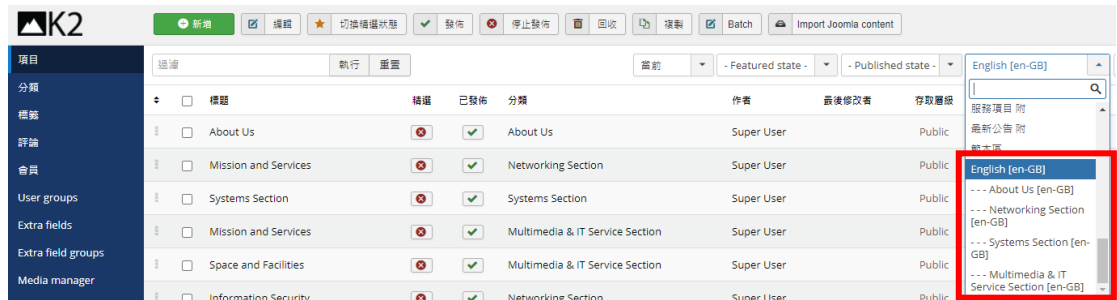 K2
新增 編輯 切換精選狀態 發佈 停止發佈 回收 複製 Batch Import Joomla content
項目
分類
標籤
評論
會員
User groups
Extra fields
Extra field groups
Media manager
過濾 執行 重置 當前 - Featured state - - Published state - English [en-GB]
標題 精選 已發佈 分類 作者 最後修改者 存取層級
About Us About Us Super User Public
Mission and Services Networking Section Super User Public
Systems Section Systems Section Super User Public
Mission and Services Multimedia & IT Service Section Super User Public
Space and Facilities Multimedia & IT Service Section Super User Public
Information Security Networking Section Super User Public
服務項目 附
最新公告 附
範本區
English [en-GB]
- - - About Us [en-GB]
- - - Networking Section
[en-GB]
- - - Systems Section [en-
GB]
- - - Multimedia & IT
Service Section [en-GB]